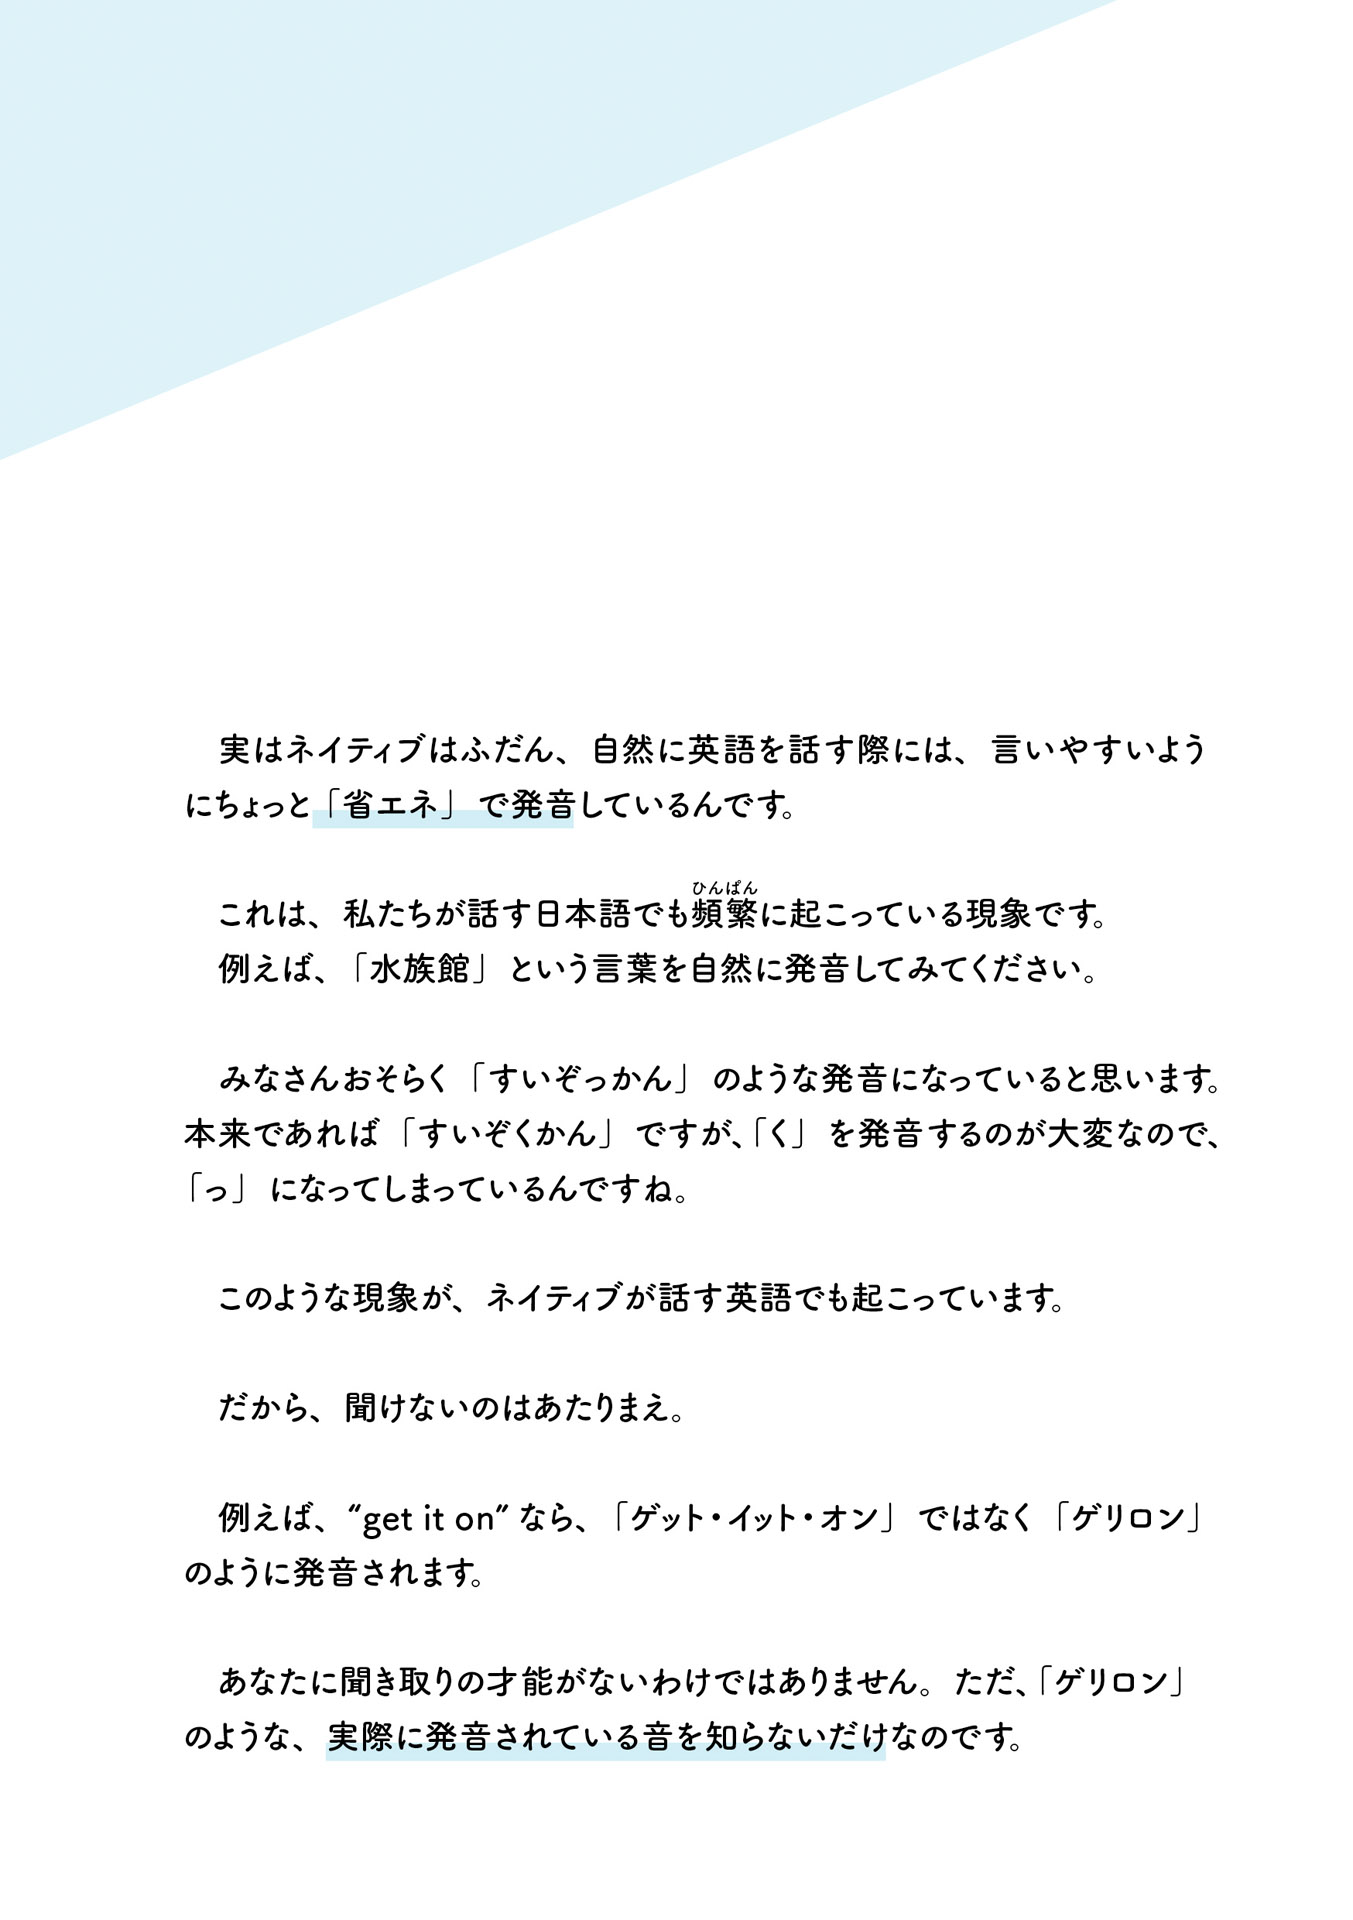 実はネイティブはふだん、自然に英語を話す際には、言いやすいよう
にちょっと「省エネ」で発音しているんです。
ひんぱん
これは、私たちが話す日本語でも頻繁に起こっている現象です。
例えば、「水族館」という言葉を自然に発音してみてください。
みなさんおそらく「すいぞっかん」のような発音になっていると思います。
本来であれば「すいぞくかん」ですが、「く」を発音するのが大変なので、
「っ」になってしまっているんですね。
このような現象が、ネイティブが話す英語でも起こっています。
だから、聞けないのはあたりまえ。
例えば、“get it on” なら、「ゲット・イット・オン」ではなく「ゲリロン」
のように発音されます。
あなたに聞き取りの才能がないわけではありません。ただ、「ゲリロン」
のような、実際に発音されている音を知らないだけなのです。